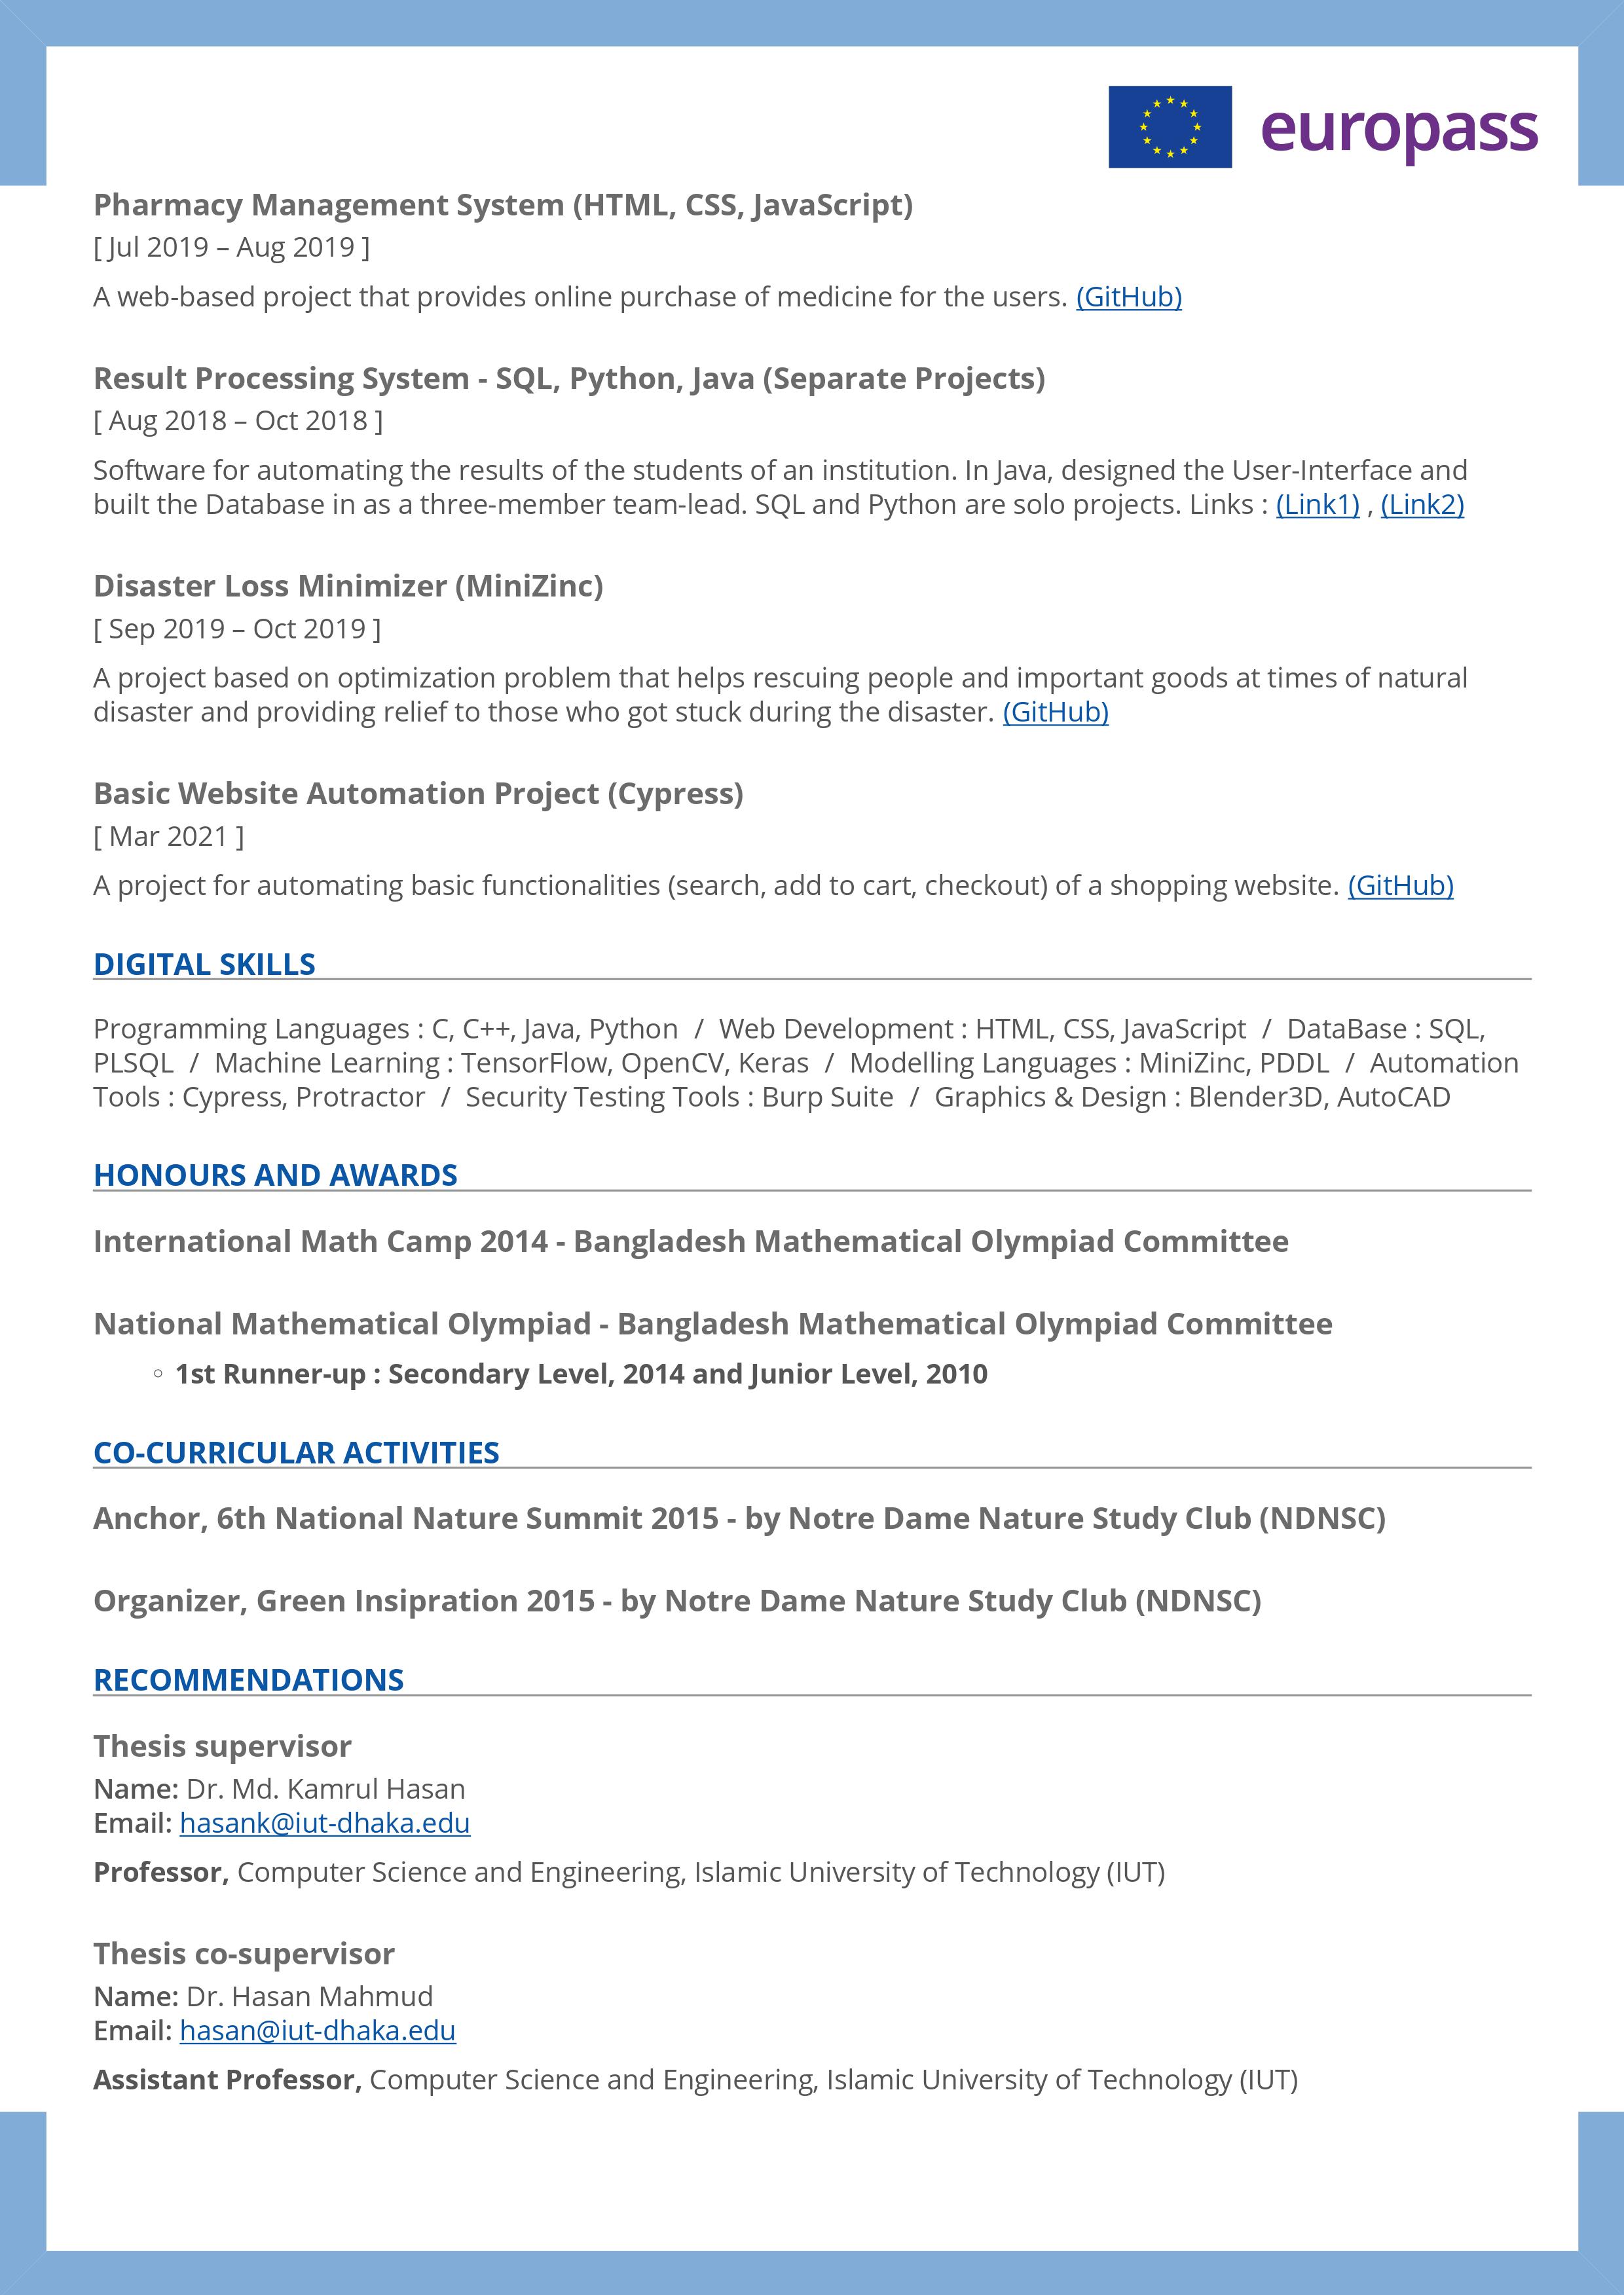 europass
Pharmacy Management System (HTML, CSS, JavaScript)
[ Jul 2019 – Aug 2019 ]
A web-based project that provides online purchase of medicine for the users. (GitHub)
Result Processing System - SQL, Python, Java (Separate Projects)
[ Aug 2018 – Oct 2018 ]
Software for automating the results of the students of an institution. In Java, designed the User-Interface and
built the Database in as a three-member team-lead. SQL and Python are solo projects. Links : (Link1) , (Link2)
Disaster Loss Minimizer (MiniZinc)
[ Sep 2019 – Oct 2019 ]
A project based on optimization problem that helps rescuing people and important goods at times of natural
disaster and providing relief to those who got stuck during the disaster. (GitHub)
Basic Website Automation Project (Cypress)
[ Mar 2021 ]
A project for automating basic functionalities (search, add to cart, checkout) of a shopping website. (GitHub)
DIGITAL SKILLS
Programming Languages : C, C++, Java, Python / Web Development : HTML, CSS, JavaScript / DataBase : SQL,
PLSQL / Machine Learning : TensorFlow, OpenCV, Keras / Modelling Languages : MiniZinc, PDDL / Automation
Tools : Cypress, Protractor / Security Testing Tools : Burp Suite / Graphics & Design : Blender3D, AutoCAD
HONOURS AND AWARDS
International Math Camp 2014 - Bangladesh Mathematical Olympiad Committee
National Mathematical Olympiad - Bangladesh Mathematical Olympiad Committee
◦ 1st Runner-up : Secondary Level, 2014 and Junior Level, 2010
CO-CURRICULAR ACTIVITIES
Anchor, 6th National Nature Summit 2015 - by Notre Dame Nature Study Club (NDNSC)
Organizer, Green Insipration 2015 - by Notre Dame Nature Study Club (NDNSC)
RECOMMENDATIONS
Thesis supervisor
Name: Dr. Md. Kamrul Hasan
Email: hasank@iut-dhaka.edu
Professor, Computer Science and Engineering, Islamic University of Technology (IUT)
Thesis co-supervisor
Name: Dr. Hasan Mahmud
Email: hasan@iut-dhaka.edu
Assistant Professor, Computer Science and Engineering, Islamic University of Technology (IUT)